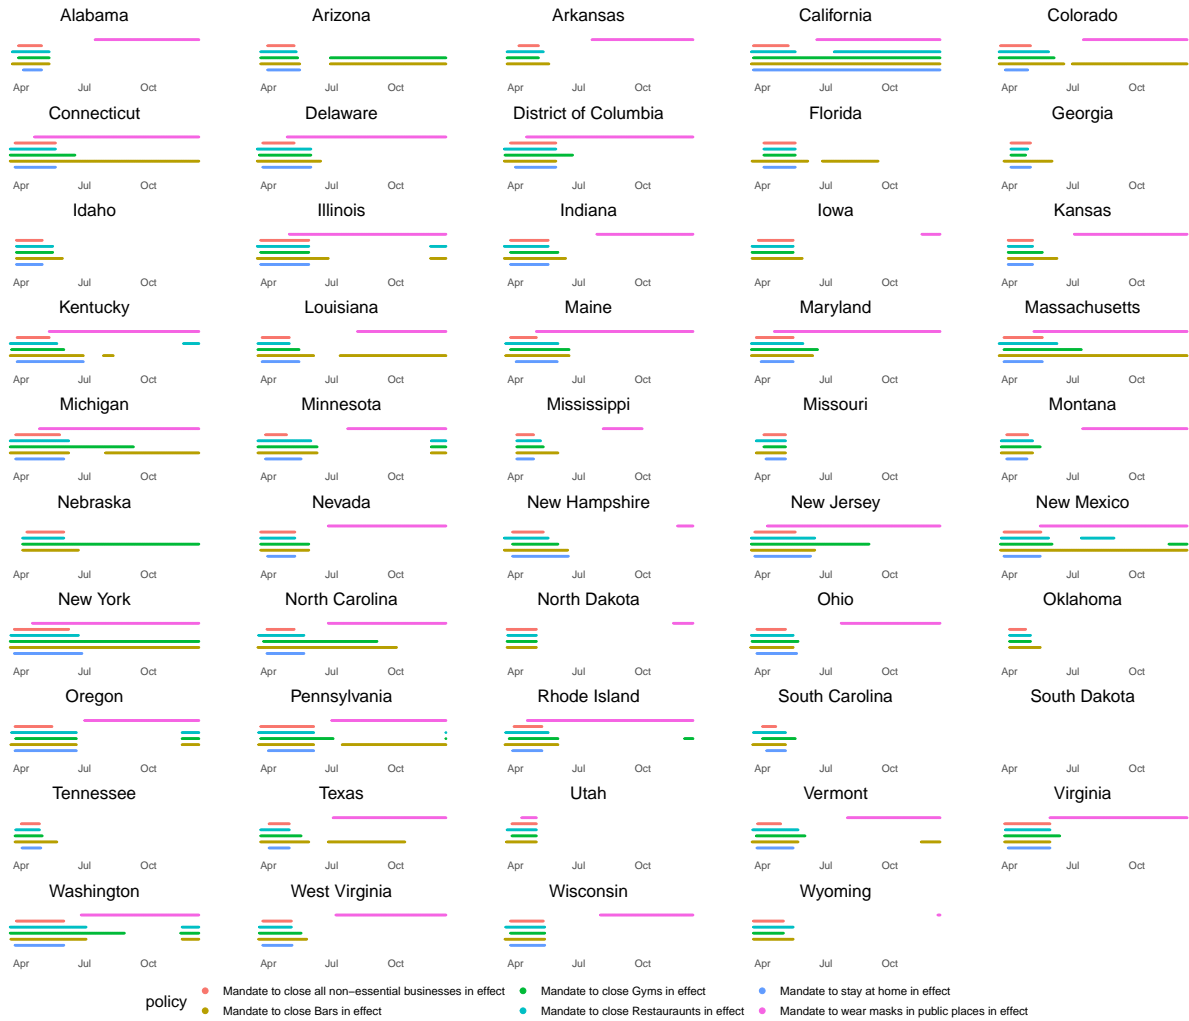 Alabama Arizona Arkansas California Colorado
Apr Jul Oct Apr Jul Oct Apr Jul Oct Apr Jul Oct Apr Jul Oct
Connecticut Delaware District of Columbia Florida Georgia
Apr Jul Oct Apr Jul Oct Apr Jul Oct Apr Jul Oct Apr Jul Oct
Idaho Illinois Indiana Iowa Kansas
Apr Jul Oct Apr Jul Oct Apr Jul Oct Apr Jul Oct Apr Jul Oct
Kentucky Louisiana Maine Maryland Massachusetts
Apr Jul Oct Apr Jul Oct Apr Jul Oct Apr Jul Oct Apr Jul Oct
Michigan Minnesota Mississippi Missouri Montana
Apr Jul Oct Apr Jul Oct Apr Jul Oct Apr Jul Oct Apr Jul Oct
Nebraska Nevada New Hampshire New Jersey New Mexico
Apr Jul Oct Apr Jul Oct Apr Jul Oct Apr Jul Oct Apr Jul Oct
New York North Carolina North Dakota Ohio Oklahoma
Apr Jul Oct Apr Jul Oct Apr Jul Oct Apr Jul Oct Apr Jul Oct
Oregon Pennsylvania Rhode Island South Carolina South Dakota
Apr Jul Oct Apr Jul Oct Apr Jul Oct Apr Jul Oct Apr Jul Oct
Tennessee Texas Utah Vermont Virginia
Apr Jul Oct Apr Jul Oct Apr Jul Oct Apr Jul Oct Apr Jul Oct
Washington West Virginia Wisconsin Wyoming
Apr Jul Oct Apr Jul Oct Apr Jul Oct Apr Jul Oct
policy
Mandate to close all non−essential businesses in effect Mandate to close Gyms in effect Mandate to stay at home in effect
Mandate to close Bars in effect Mandate to close Restauraunts in effect Mandate to wear masks in public places in effect